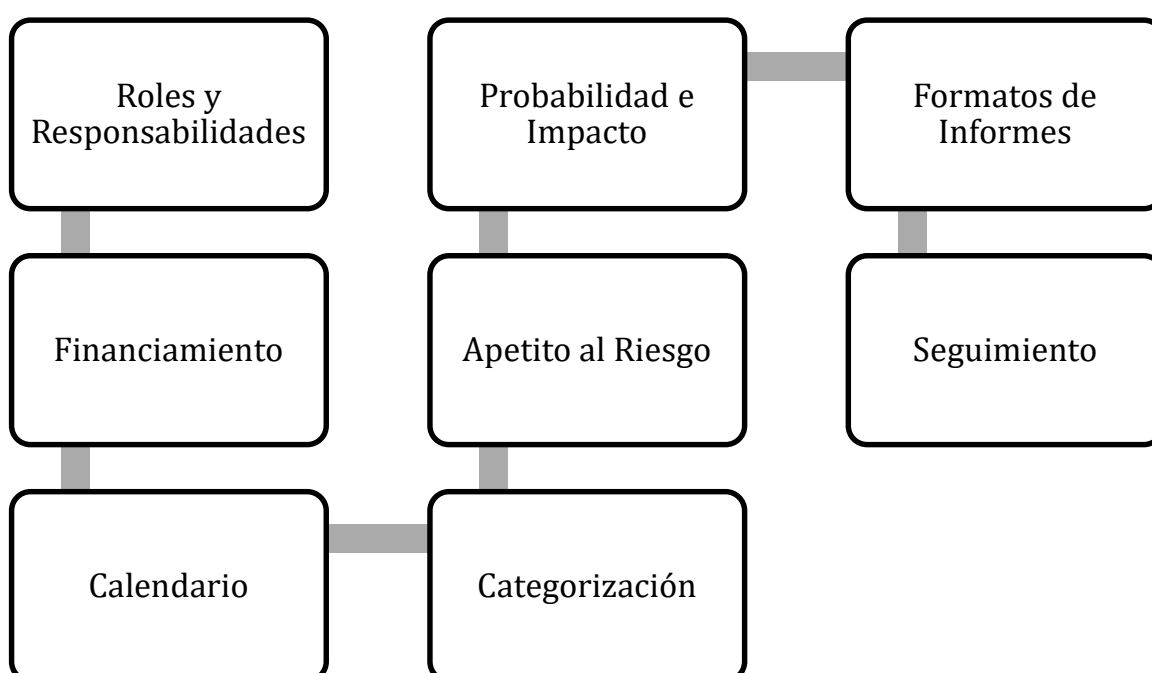 Roles y
Responsabilidades
Financiamiento
Calendario
Categorización
Apetito al Riesgo
Probabilidad e
Impacto
Formatos de
Informes
Seguimiento